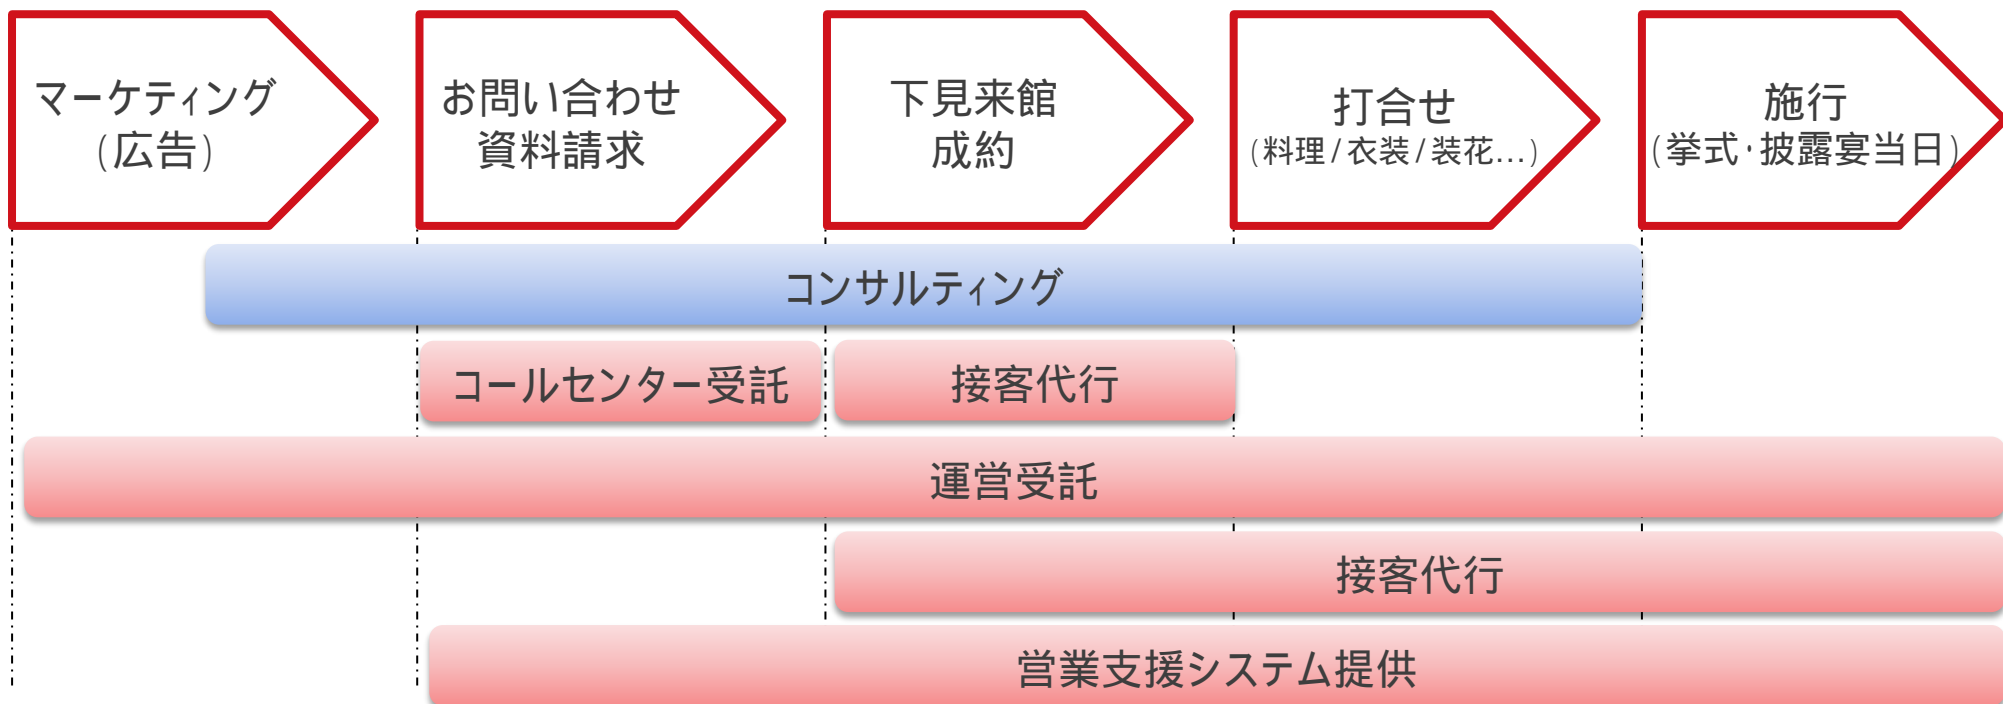 マーケティング
(広告)
お問い合わせ
資料請求
下見来館
成約
打合せ
(料理/衣装/装花...)
施行
(挙式・披露宴当日)
コンサルティング
コールセンター受託
接客代行
運営受託
接客代行
営業支援システム提供